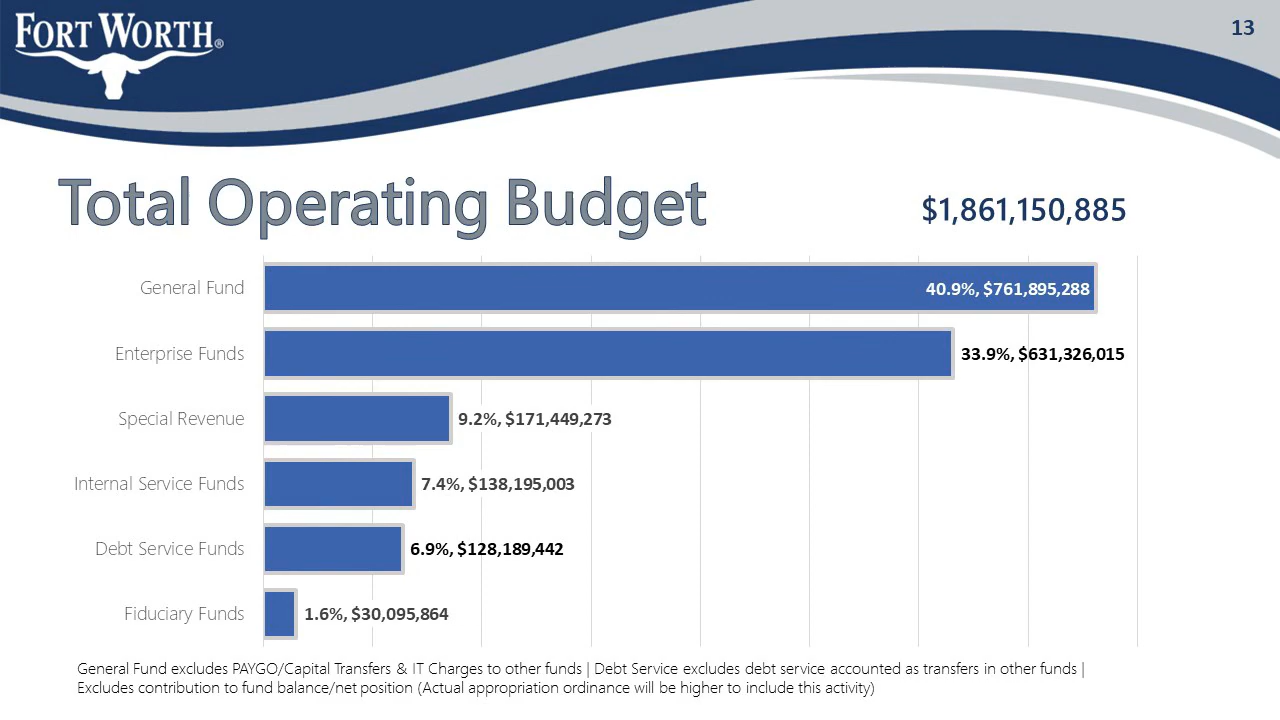 FORT WORTH®
13
Total Operating Budget
$1,861,150,885
General Fund
40.9%, $761,895,288
Enterprise Funds
33.9%, $631,326,015
Special Revenue
9.2%, $171,449,273
Internal Service Funds
7.4%, $138,195,003
Debt Service Funds
6.9%, $128,189,442
Fiduciary Funds
1.6%, $30,095,864
General Fund excludes PAYGO/Capital Transfers & IT Charges to other funds | Debt Service excludes debt service accounted as transfers in other funds |
Excludes contribution to fund balance/net position (Actual appropriation ordinance will be higher to include this activity)